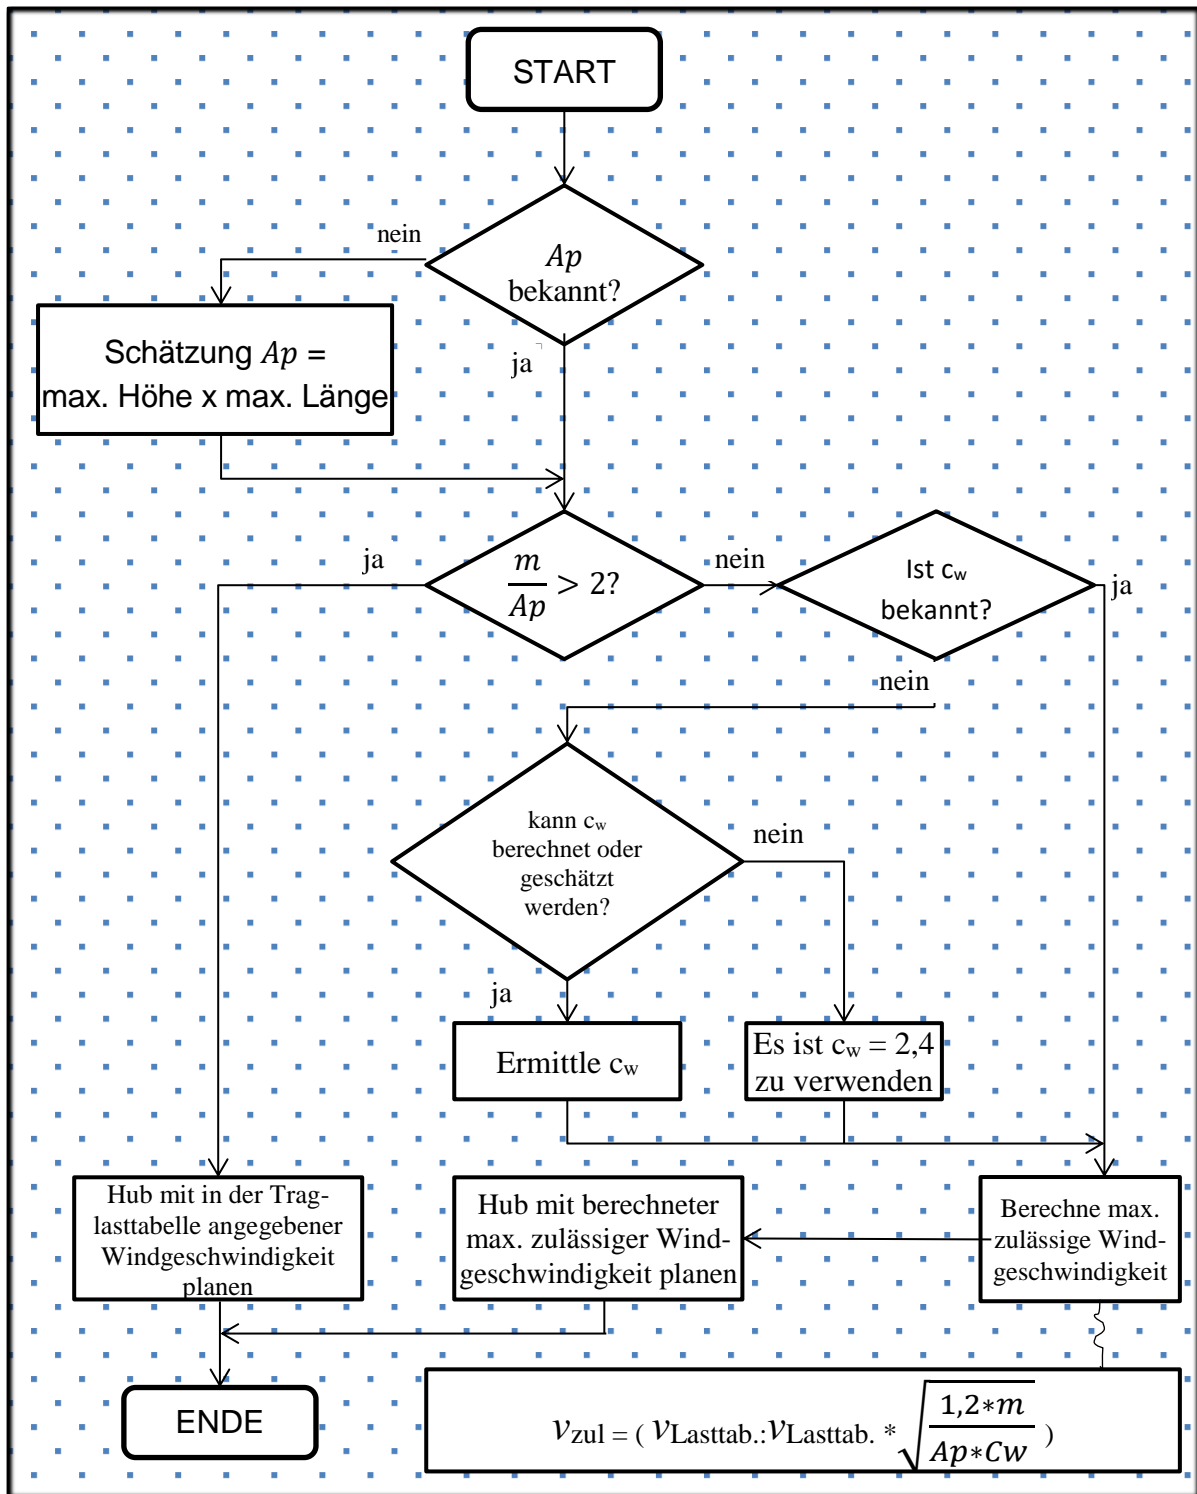 START
nein
Ap
bekannt?
ja
Schätzung Ap =
max. Höhe x max. Länge
ja
m
Ap
> 2?
nein
Ist cw
bekannt?
ja
nein
kann cw
berechnet oder
geschätzt
werden?
nein
ja
Ermittle cw
Es ist cw = 2,4
zu verwenden
Hub mit in der Trag-
lasttabelle angegebener
Windgeschwindigkeit
planen
Hub mit berechneter
max. zulässiger Wind-
geschwindigkeit planen
Berechne max.
zulässige Wind-
geschwindigkeit
ENDE
vzul = ( vLasttab.:vLasttab. * √ 1,2*m
Ap*Cw )